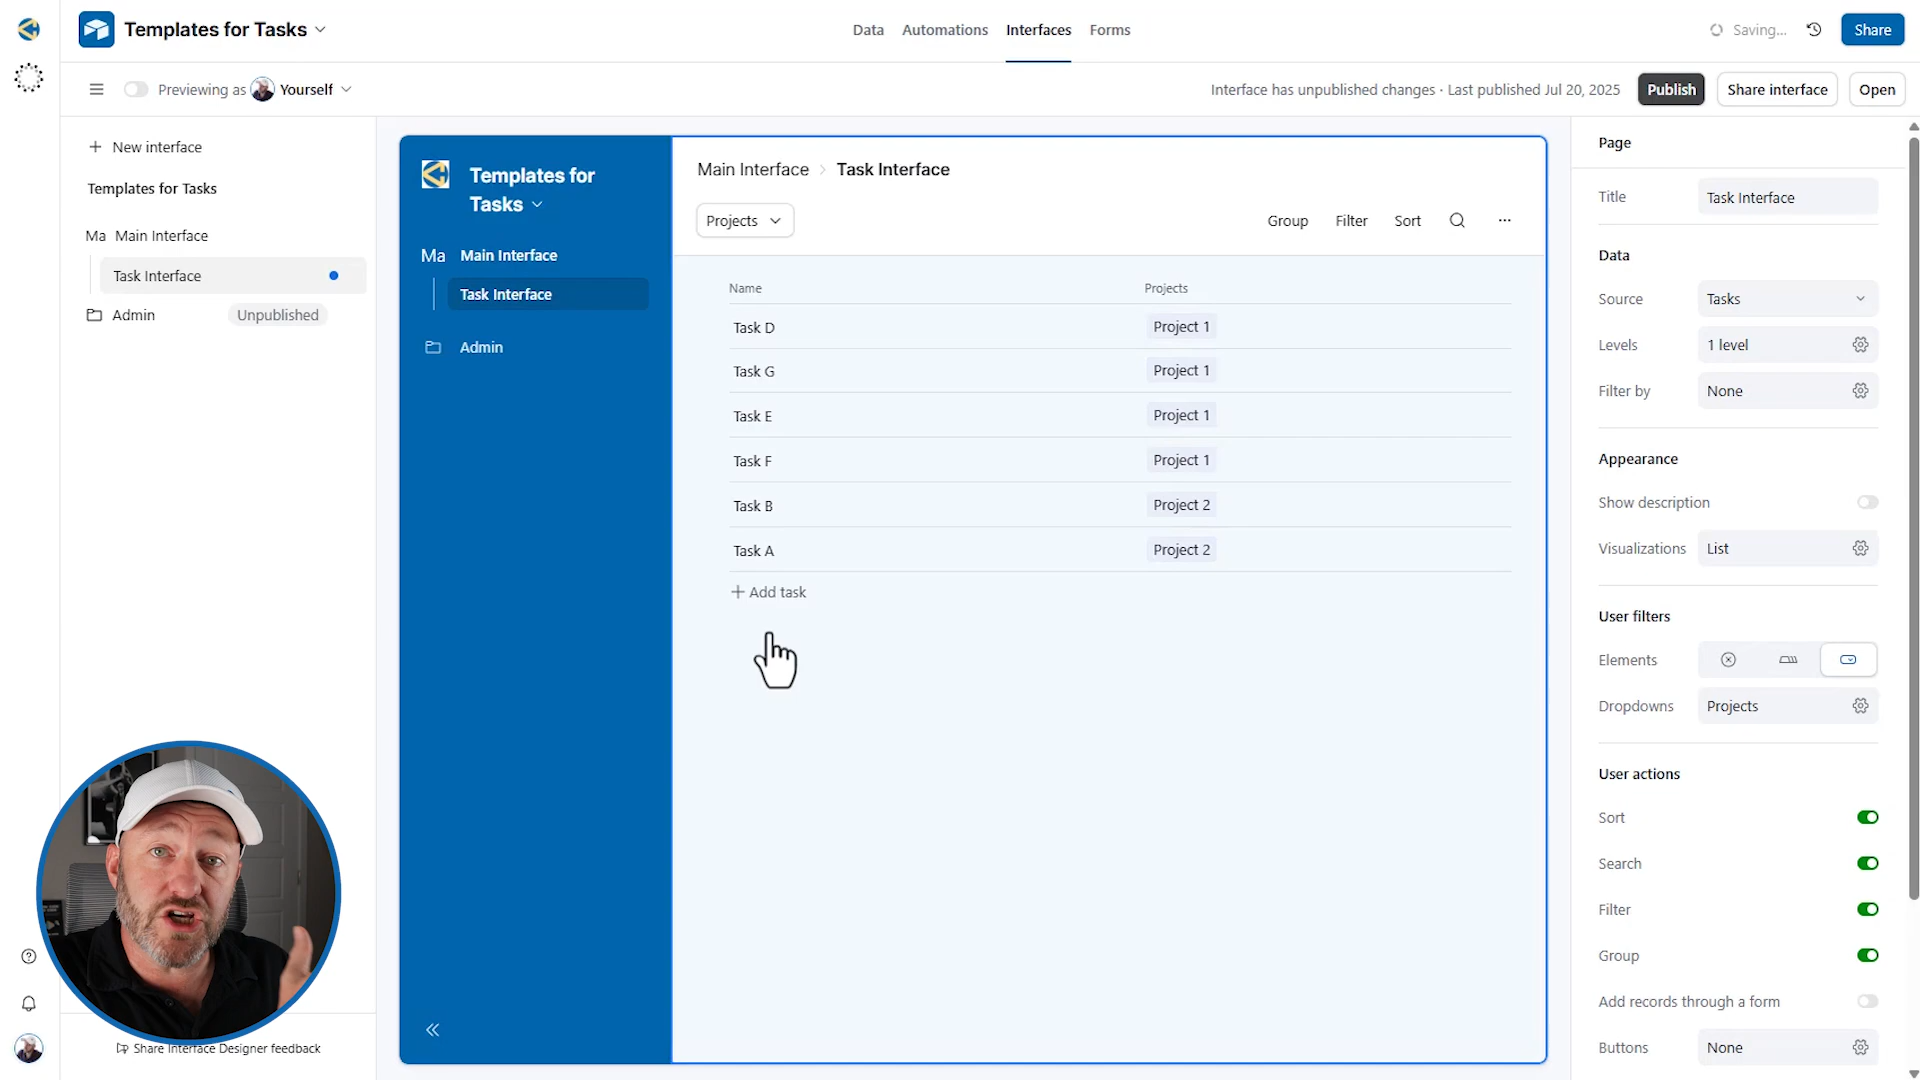 Templates for Tasks
Data
Automations
Interfaces
Forms
Saving...
Share
Previewing as
Yourself
Interface has unpublished changes · Last published Jul 20, 2025
Publish
Share interface
Open
New interface
Templates for Tasks
Ma Main Interface
Task Interface
Admin
Unpublished
Share Interface Designer feedback
Templates for
Tasks
Ma Main Interface
Task Interface
Admin
Main Interface
Task Interface
Projects
Group
Filter
Sort
Name
Projects
Task D
Project 1
Task G
Project 1
Task E
Project 1
Task F
Project 1
Task B
Project 2
Task A
Project 2
Add task
Page
Title
Task Interface
Data
Source
Tasks
Levels
1 level
Filter by
None
Appearance
Show description
Visualizations
List
User filters
Elements
Dropdowns
Projects
User actions
Sort
Search
Filter
Group
Add records through a form
Buttons
None